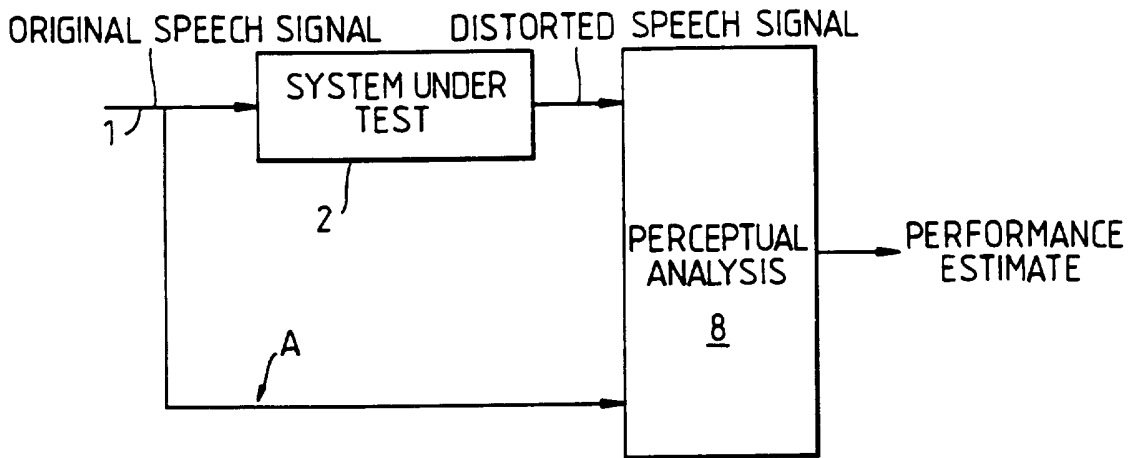 ORIGINAL SPEECH SIGNAL
DISTORTED SPEECH SIGNAL
1
SYSTEM UNDER
TEST
2
PERCEPTUAL
ANALYSIS
8
PERFORMANCE
ESTIMATE
A